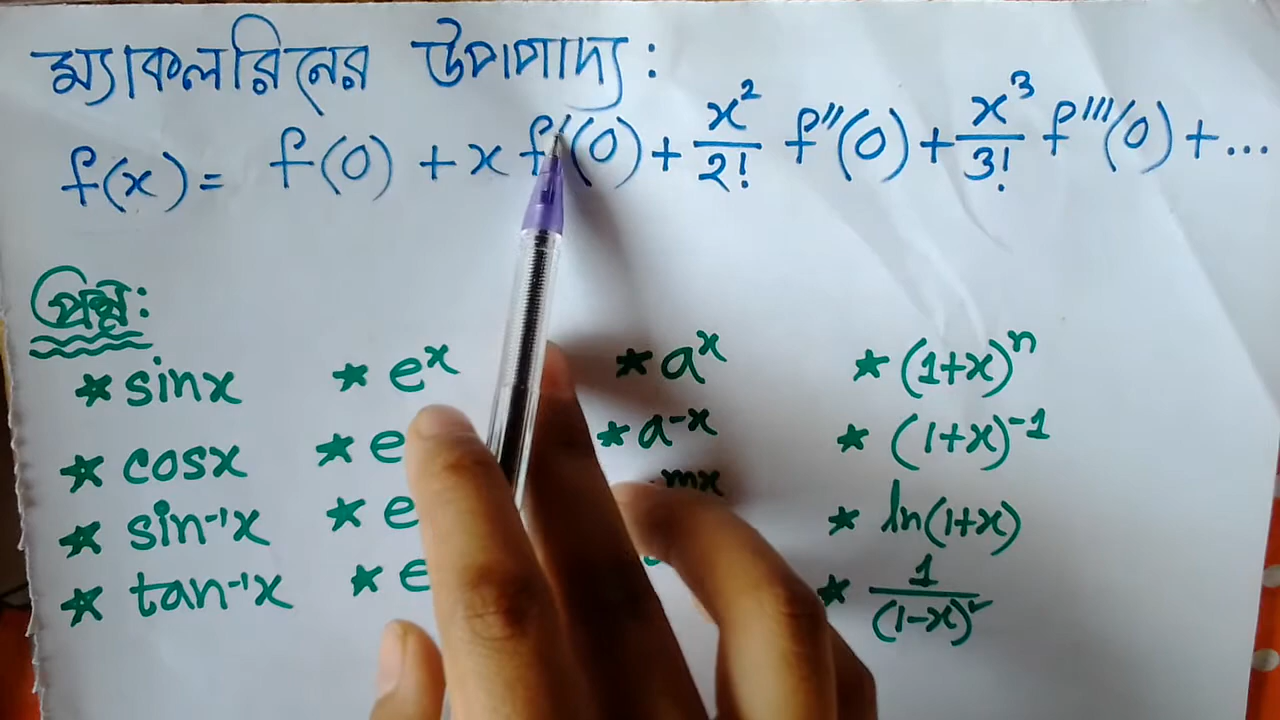 ম্যাকলরিনের উপপাদ্য:
f(x) = f(0) + x f'(0) + x²/2! f''(0) + x³/3! f'''(0) + ...
প্রশ্ন:
* sinx * eˣ * aˣ * (1+x)ⁿ
* cosx * e * a⁻ˣ * (1+x)⁻¹
* sin⁻¹x * e mx * ln(1+x)
* tan⁻¹x * e * 1/(1-x)²